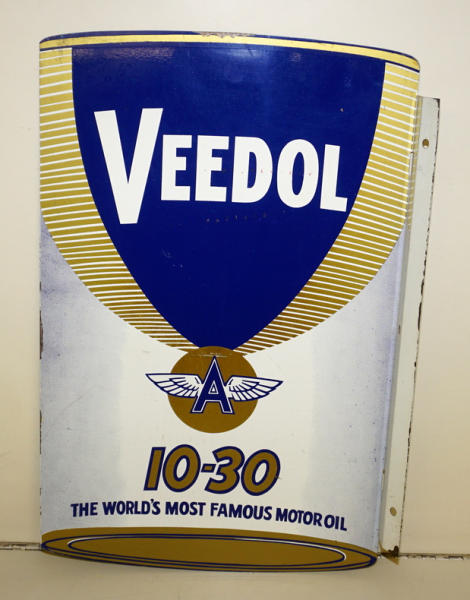 VEEDOL
A
10-30
THE WORLD'S MOST FAMOUS MOTOR OIL